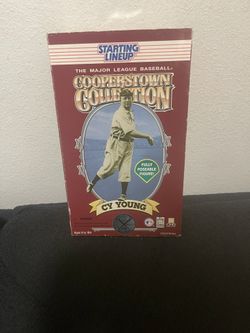 STARTING
LINEUP
THE MAJOR LEAGUE BASEBALL
COOPERSTOWN
COLLECTION
FULLY
POSEABLE
FIGURE!
CY YOUNG